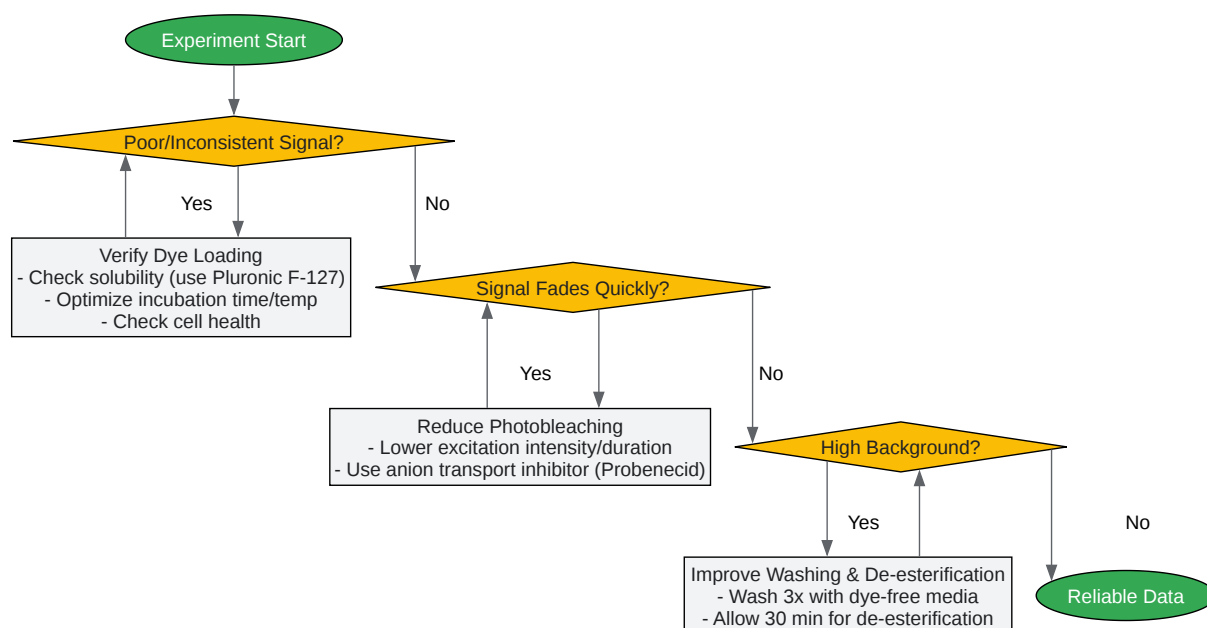 Experiment Start
Poor/Inconsistent Signal?
Yes
No
Verify Dye Loading
- Check solubility (use Pluronic F-127)
- Optimize incubation time/temp
- Check cell health
Signal Fades Quickly?
Yes
No
Reduce Photobleaching
- Lower excitation intensity/duration
- Use anion transport inhibitor (Probenecid)
High Background?
Yes
No
Improve Washing & De-esterification
- Wash 3x with dye-free media
- Allow 30 min for de-esterification
Reliable Data